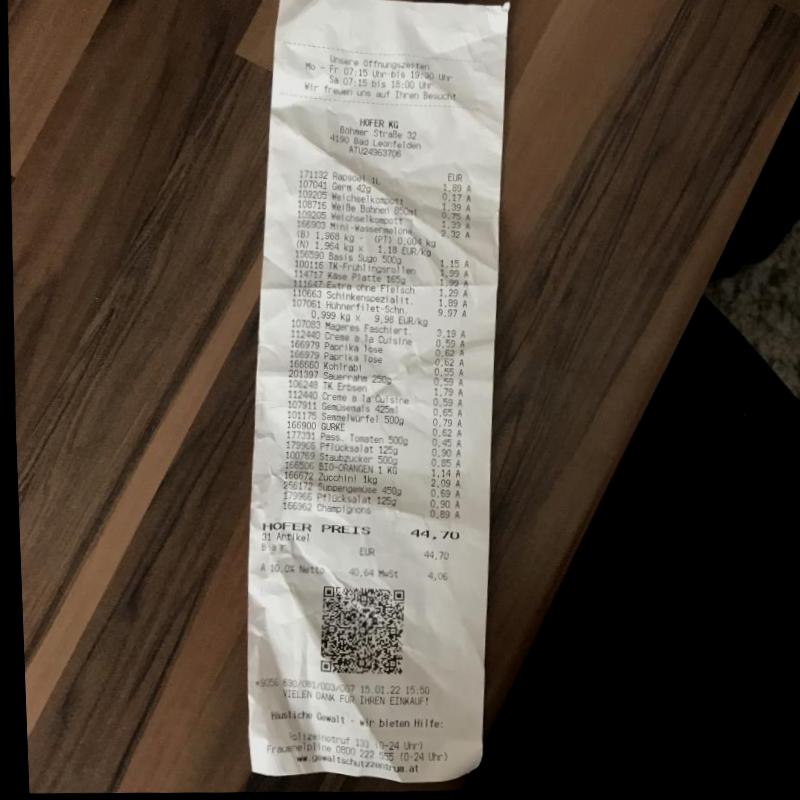 Unsere Öffnungszeiten
Mo - Fr 07:15 Uhr bis 19:00 Uhr
Sa 07:15 bis 18:00 Uhr
Wir freuen uns auf Ihren Besuch!
HOFER KG
Böhmer Straße 32
4190 Bad Leonfelden
ATU24963706
EUR
171132 Rapsoel 1L 1,89 A
107041 Germ 42g 0,17 A
109205 Weichselkompott 1,39 A
108716 Weiße Bohnen 850ml 0,75 A
109205 Weichselkompott 1,39 A
166903 Mini-Wassermelone 2,32 A
(B) 1,968 kg - (PT) 0,004 kg
(N) 1,964 kg x 1,18 EUR/kg
156590 Basis Sugo 500g 1,15 A
100116 TK-Frühlingsrollen 1,99 A
114717 Käse Platte 165g 1,99 A
111647 Extra ohne Fleisch 1,29 A
110663 Schinkenspezialit. 1,89 A
107061 Hühnerfilet-Schn. 9,97 A
0,999 kg x 9,98 EUR/kg
107083 Mageres Faschiert. 3,19 A
112440 Creme a la Cuisine 0,59 A
166979 Paprika lose 0,62 A
166979 Paprika lose 0,62 A
166660 Kohlrabi 0,55 A
201397 Sauerrahm 250g 0,59 A
106248 TK Erbsen 1,79 A
112440 Creme a la Cuisine 0,59 A
107911 Gemüsemais 425ml 0,65 A
101175 Semmelwürfel 500g 0,79 A
166900 GURKE 0,62 A
177331 Pass. Tomaten 500g 0,45 A
179966 Pflücksalat 125g 0,90 A
100769 Staubzucker 500g 0,85 A
166506 BIO-ORANGEN 1 KG 1,14 A
166672 Zucchini 1kg 2,09 A
256172 Suppengemüse 450g 0,69 A
179966 Pflücksalat 125g 0,90 A
166962 Champignons 0,89 A
HOFER PREIS 44,70
31 Artikel
Bar EUR 44,70
A 10,0% Netto 40,64 MwSt 4,06
*9056 630/081/003/007 15.01.22 15:50
VIELEN DANK FÜR IHREN EINKAUF!
Häusliche Gewalt - wir bieten Hilfe:
Polizeinotruf 133 (0-24 Uhr)
Frauenhelpline 0800 222 555 (0-24 Uhr)
www.gewaltschutzzentrum.at